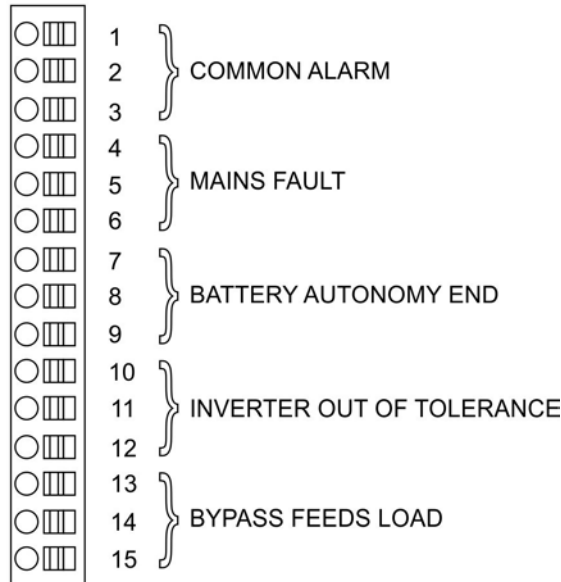 1
2 COMMON ALARM
3
4
5 MAINS FAULT
6
7
8 BATTERY AUTONOMY END
9
10
11 INVERTER OUT OF TOLERANCE
12
13
14 BYPASS FEEDS LOAD
15